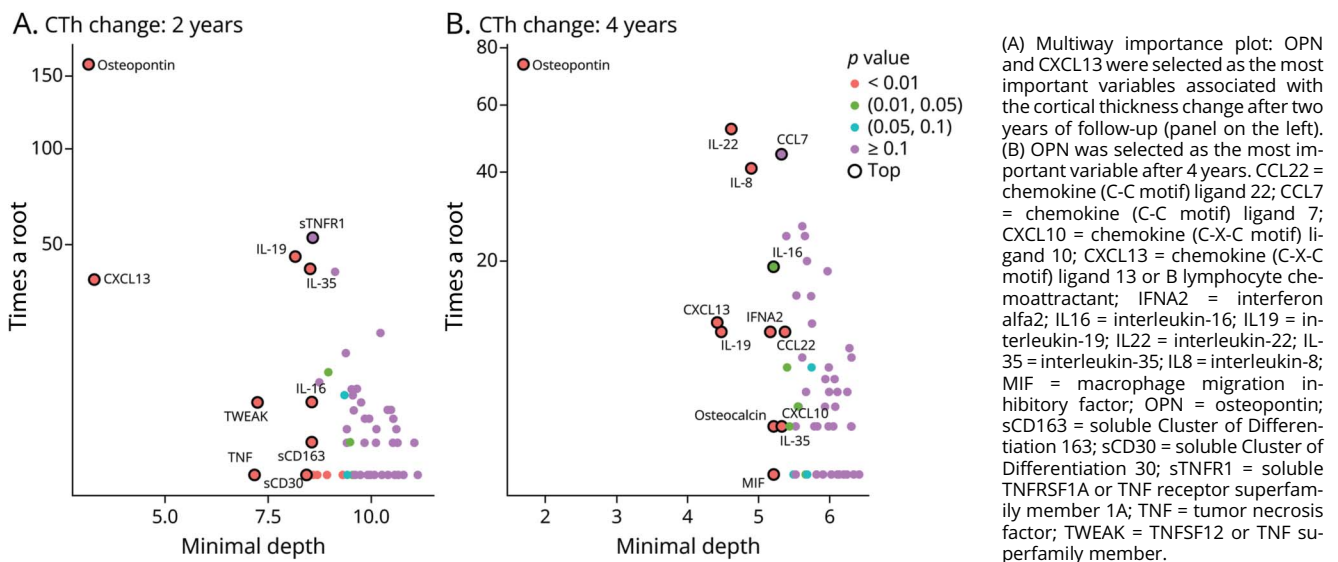 A. CTh change: 2 years
Times a root
150
100
50
Osteopontin
sTNFR1
IL-19
IL-35
CXCL13
IL-16
TWEAK
sCD163
TNF
sCD30
5.0 7.5 10.0
Minimal depth
B. CTh change: 4 years
Times a root
80
60
40
20
Osteopontin
IL-22
CCL7
IL-8
IL-16
CXCL13
IFNA2
IL-19
CCL22
Osteocalcin
CXCL10
IL-35
MIF
2 3 4 5 6
Minimal depth
p value
< 0.01
(0.01, 0.05)
(0.05, 0.1)
≥ 0.1
Top
(A) Multiway importance plot: OPN
and CXCL13 were selected as the most
important variables associated with
the cortical thickness change after two
years of follow-up (panel on the left).
(B) OPN was selected as the most im-
portant variable after 4 years. CCL22 =
chemokine (C-C motif) ligand 22; CCL7
= chemokine (C-C motif) ligand 7;
CXCL10 = chemokine (C-X-C motif) li-
gand 10; CXCL13 = chemokine (C-X-C
motif) ligand 13 or B lymphocyte che-
moattractant; IFNA2 = interferon
alfa2; IL16 = interleukin-16; IL19 = in-
terleukin-19; IL22 = interleukin-22; IL-
35 = interleukin-35; IL8 = interleukin-8;
MIF = macrophage migration in-
hibitory factor; OPN = osteopontin;
sCD163 = soluble Cluster of Differen-
tiation 163; sCD30 = soluble Cluster of
Differentiation 30; sTNFR1 = soluble
TNFRSF1A or TNF receptor superfam-
ily member 1A; TNF = tumor necrosis
factor; TWEAK = TNFSF12 or TNF su-
perfamily member.